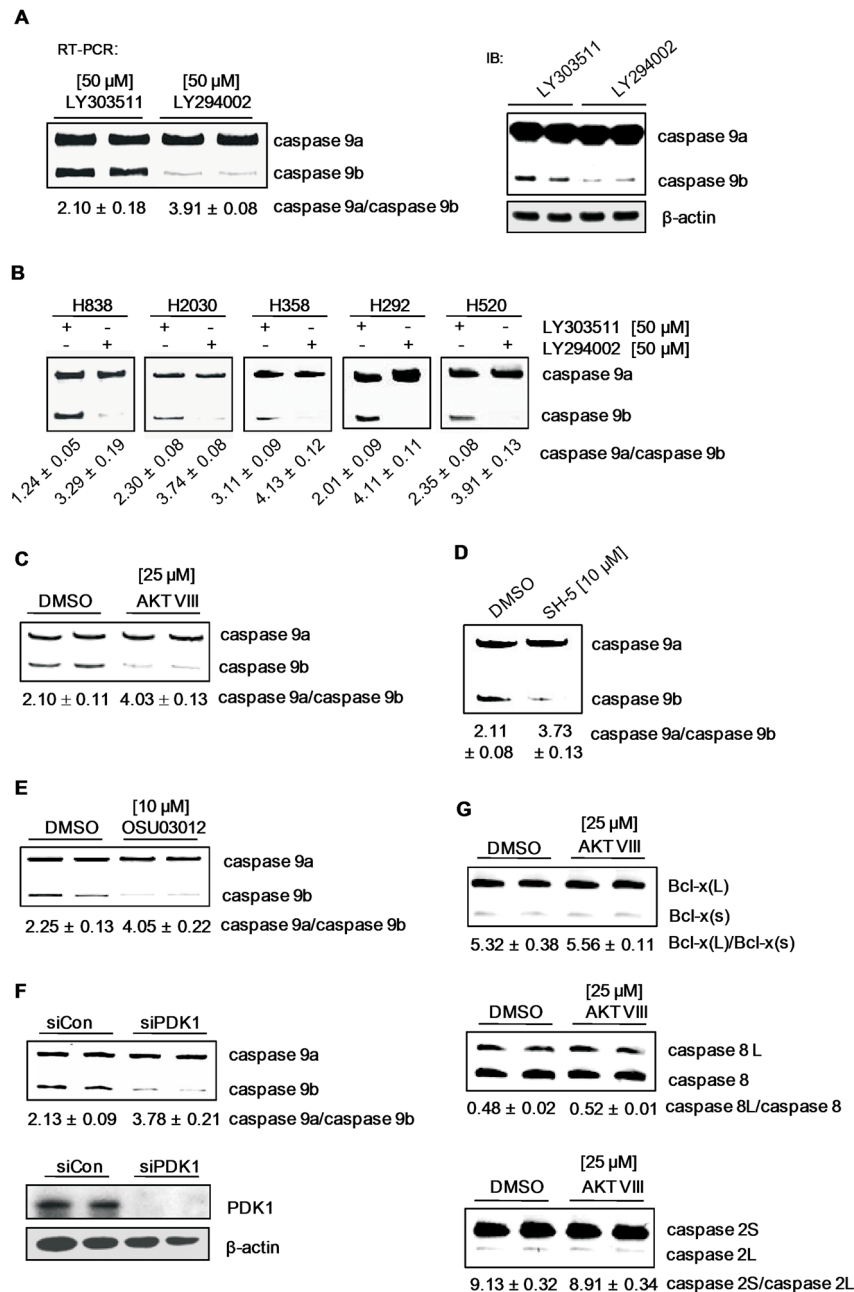 A
RT-PCR:
[50 µM] [50 µM]
LY303511 LY294002
caspase 9a
caspase 9b
2.10 ± 0.18 3.91 ± 0.08 caspase 9a/caspase 9b
IB:
LY303511 LY294002
caspase 9a
caspase 9b
β-actin
B
H838 H2030 H358 H292 H520
+ - + - + - + - + - LY303511 [50 µM]
- + - + - + - + - + LY294002 [50 µM]
caspase 9a
caspase 9b
1.24 ± 0.05 3.29 ± 0.19 2.30 ± 0.08 3.74 ± 0.08 3.11 ± 0.09 4.13 ± 0.12 2.01 ± 0.09 4.11 ± 0.11 2.35 ± 0.08 3.91 ± 0.13 caspase 9a/caspase 9b
C
[25 µM]
DMSO AKT VIII
caspase 9a
caspase 9b
2.10 ± 0.11 4.03 ± 0.13 caspase 9a/caspase 9b
D
DMSO SH-5 [10 µM]
caspase 9a
caspase 9b
2.11 3.73 caspase 9a/caspase 9b
± 0.08 ± 0.13
E
[10 µM]
DMSO OSU03012
caspase 9a
caspase 9b
2.25 ± 0.13 4.05 ± 0.22 caspase 9a/caspase 9b
F
siCon siPDK1
caspase 9a
caspase 9b
2.13 ± 0.09 3.78 ± 0.21 caspase 9a/caspase 9b
siCon siPDK1
PDK1
β-actin
G
[25 µM]
DMSO AKT VIII
Bcl-x(L)
Bcl-x(s)
5.32 ± 0.38 5.56 ± 0.11 Bcl-x(L)/Bcl-x(s)
[25 µM]
DMSO AKT VIII
caspase 8 L
caspase 8
0.48 ± 0.02 0.52 ± 0.01 caspase 8L/caspase 8
[25 µM]
DMSO AKT VIII
caspase 2S
caspase 2L
9.13 ± 0.32 8.91 ± 0.34 caspase 2S/caspase 2L